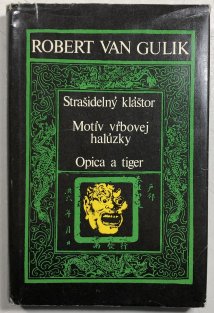 ROBERT VAN GULIK
Strašidelný kláštor
Motív vŕbovej
halúzky
Opica a tiger